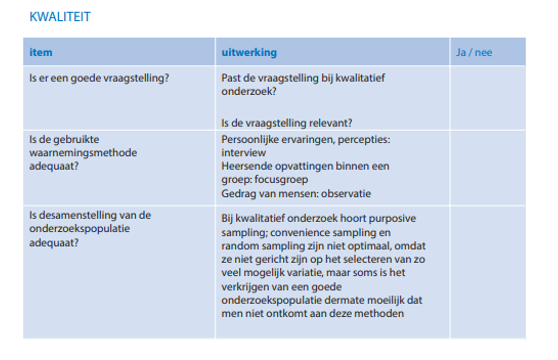 KWALITEIT
item
uitwerking
Ja / nee
Is er een goede vraagstelling?
Past de vraagstelling bij kwalitatief
onderzoek?
Is de vraagstelling relevant?
Is de gebruikte
waarnemingsmethode
adequaat?
Persoonlijke ervaringen, percepties:
interview
Heersende opvattingen binnen een
groep: focusgroep
Gedrag van mensen: observatie
Is desamenstelling van de
onderzoekspopulatie
adequaat?
Bij kwalitatief onderzoek hoort purposive
sampling; convenience sampling en
random sampling zijn niet optimaal, omdat
ze niet gericht zijn op het selecteren van zo
veel mogelijk variatie, maar soms is het
verkrijgen van een goede
onderzoekspopulatie dermate moeilijk dat
men niet ontkomt aan deze methoden